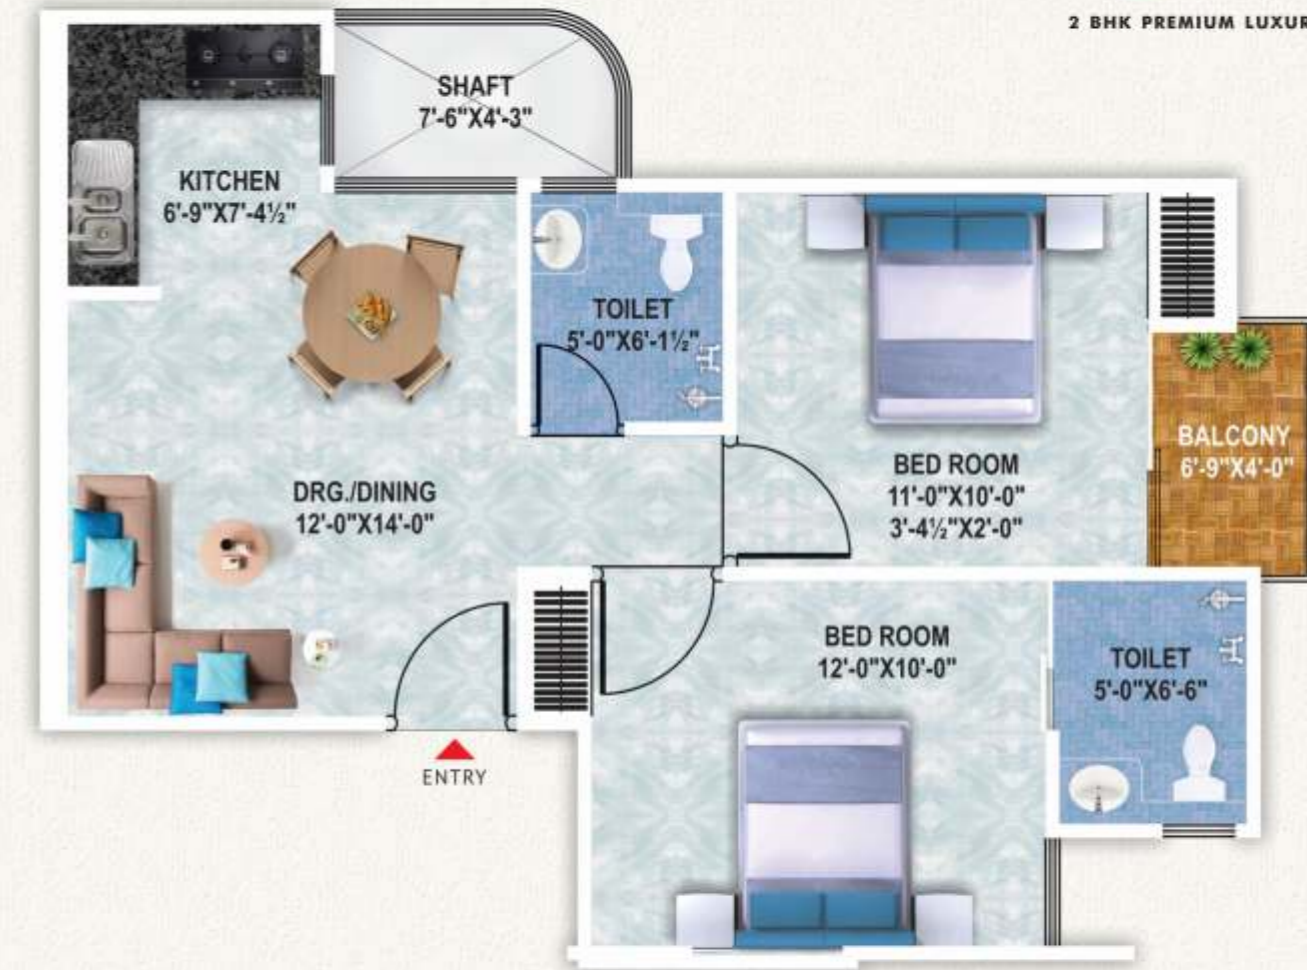 2 BHK PREMIUM
SHAFT
7'-6"X4'-3"
KITCHEN
6'-9"X7'-4½"
TOILET
5'-0"X6'-1½"
BALCONY
6'-9"X4'-0"
DRG./DINING
12'-0"X14'-0"
BED ROOM
11'-0"X10'-0"
3'-4½"X2'-0"
BED ROOM
12'-0"X10'-0"
TOILET
5'-0"X6'-6"
ENTRY